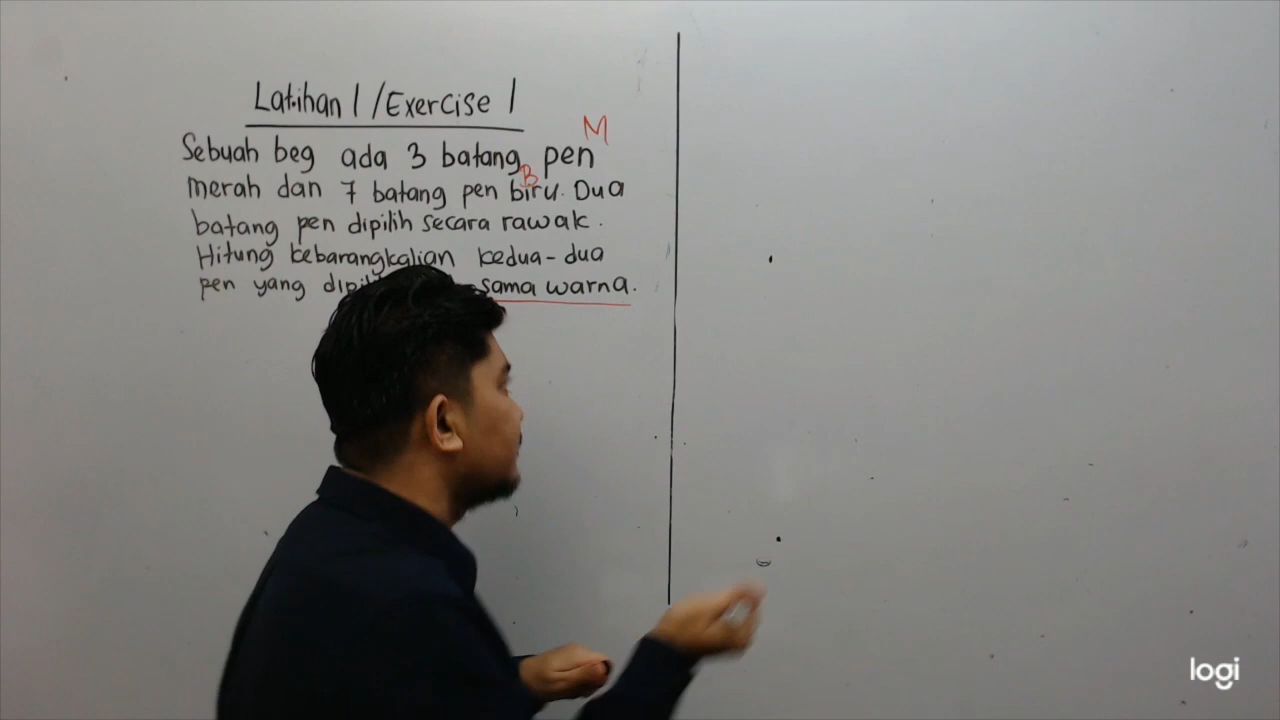 Latihan 1 / Exercise 1
M
Sebuah beg ada 3 batang pen
B
merah dan 7 batang pen biru. Dua
batang pen dipilih secara rawak.
Hitung kebarangkalian kedua-dua
pen yang sama warna.
logi